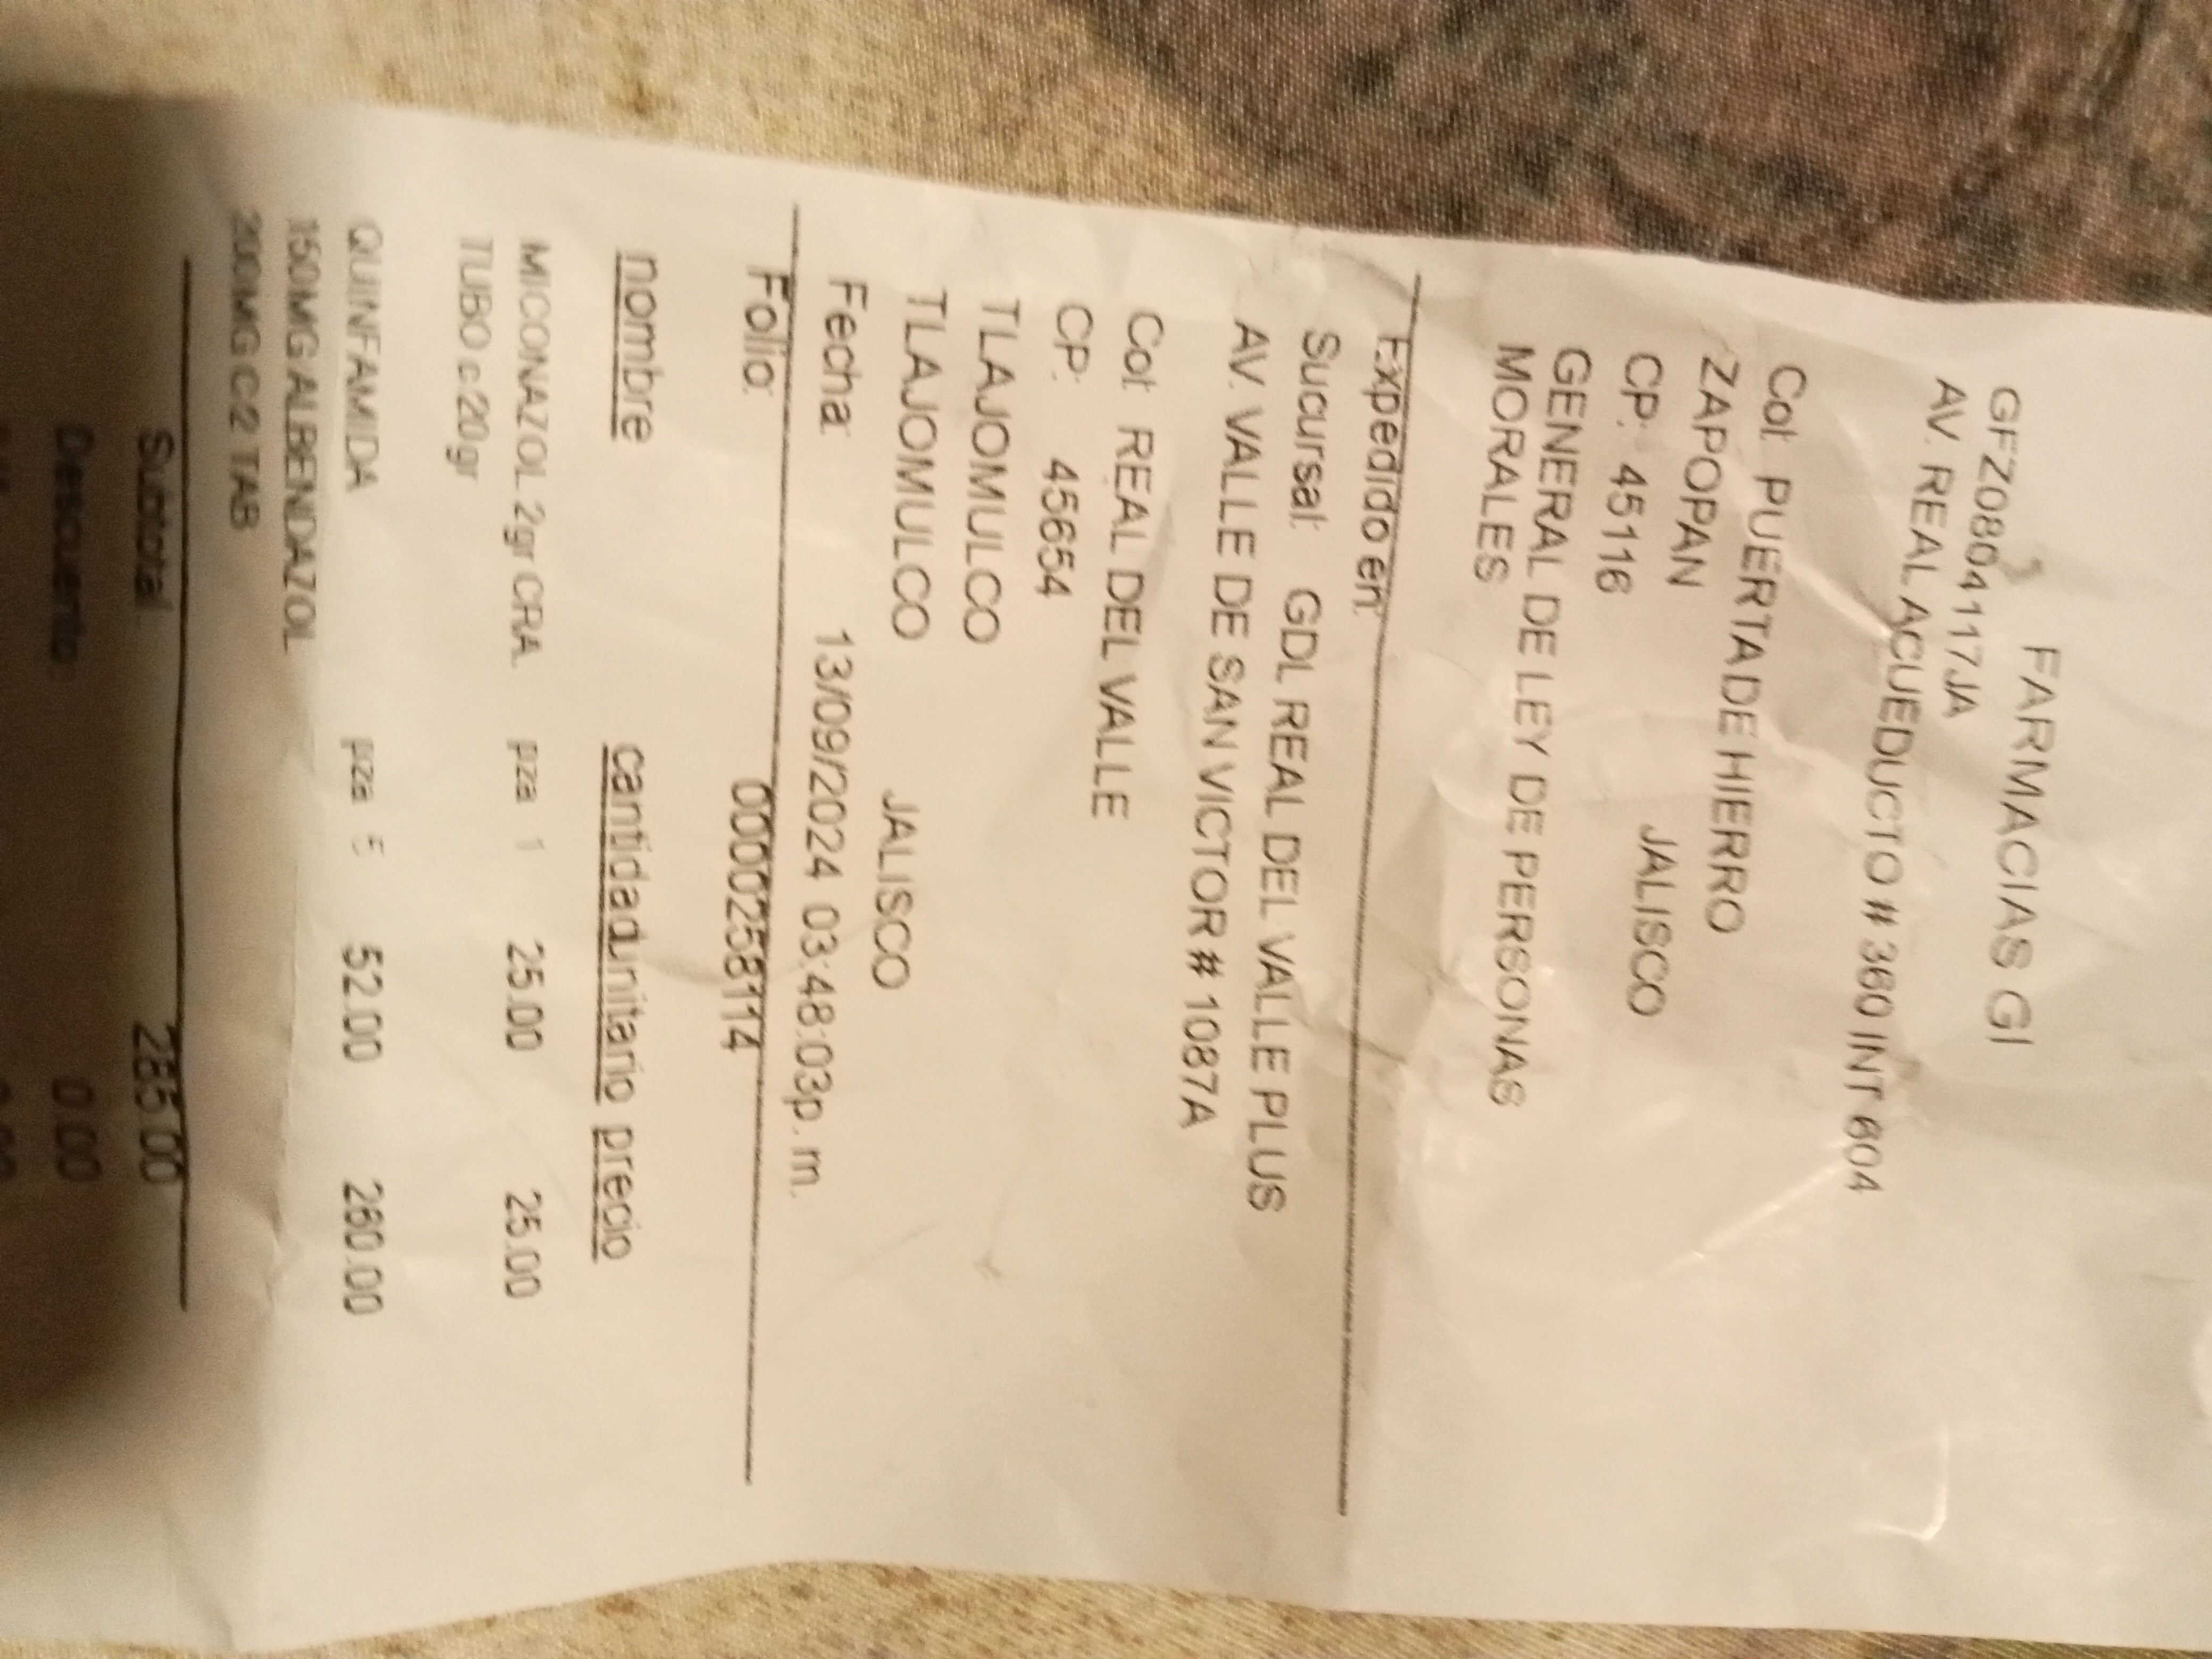 FARMACIAS GI
GFZ0804117JA
AV. REAL ACUEDUCTO # 360 INT 604
Col: PUERTA DE HIERRO
ZAPOPAN JALISCO
CP: 45116
GENERAL DE LEY DE PERSONAS
MORALES
Expedido en:
Sucursal: GDL REAL DEL VALLE PLUS
AV. VALLE DE SAN VICTOR # 1087A
Col: REAL DEL VALLE
CP: 45654
TLAJOMULCO
TLAJOMULCO JALISCO
Fecha: 13/09/2024 03:48:03p. m.
Folio: 0000258114
nombre cantidad unitario precio
MICONAZOL 2gr CRA. pza 1 25.00 25.00
TUBO c.20gr
QUINFAMIDA pza 5 52.00 260.00
150MG ALBENDAZOL
200MG C.2 TAB
Subtotal 285.00
Descuento 0.00